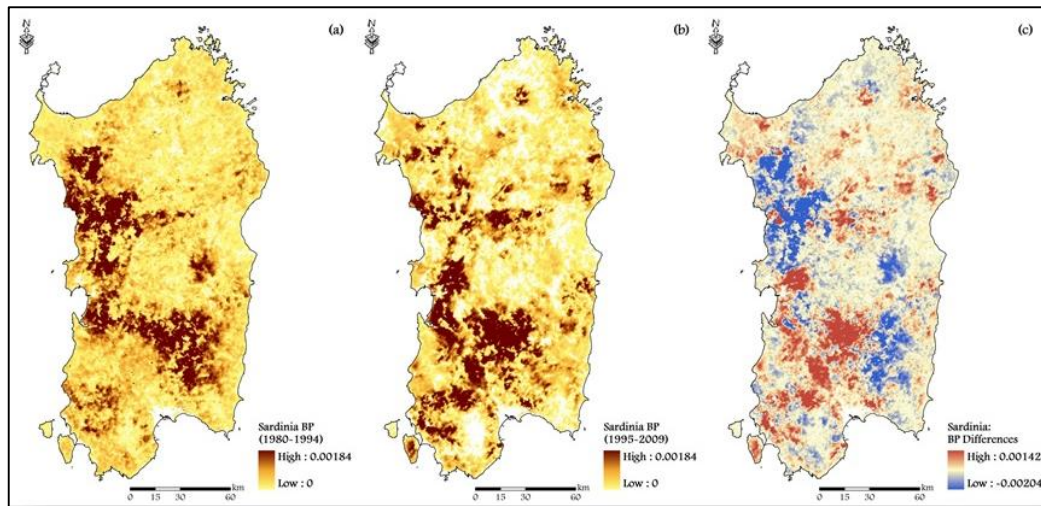 N
(a)
Sardinia BP
(1980-1994)
High : 0.00184
Low : 0
km
0 15 30 60
N
(b)
Sardinia BP
(1995-2009)
High : 0.00184
Low : 0
km
0 15 30 60
N
(c)
Sardinia:
BP Differences
High : 0.00142
Low : -0.00204
km
0 15 30 60